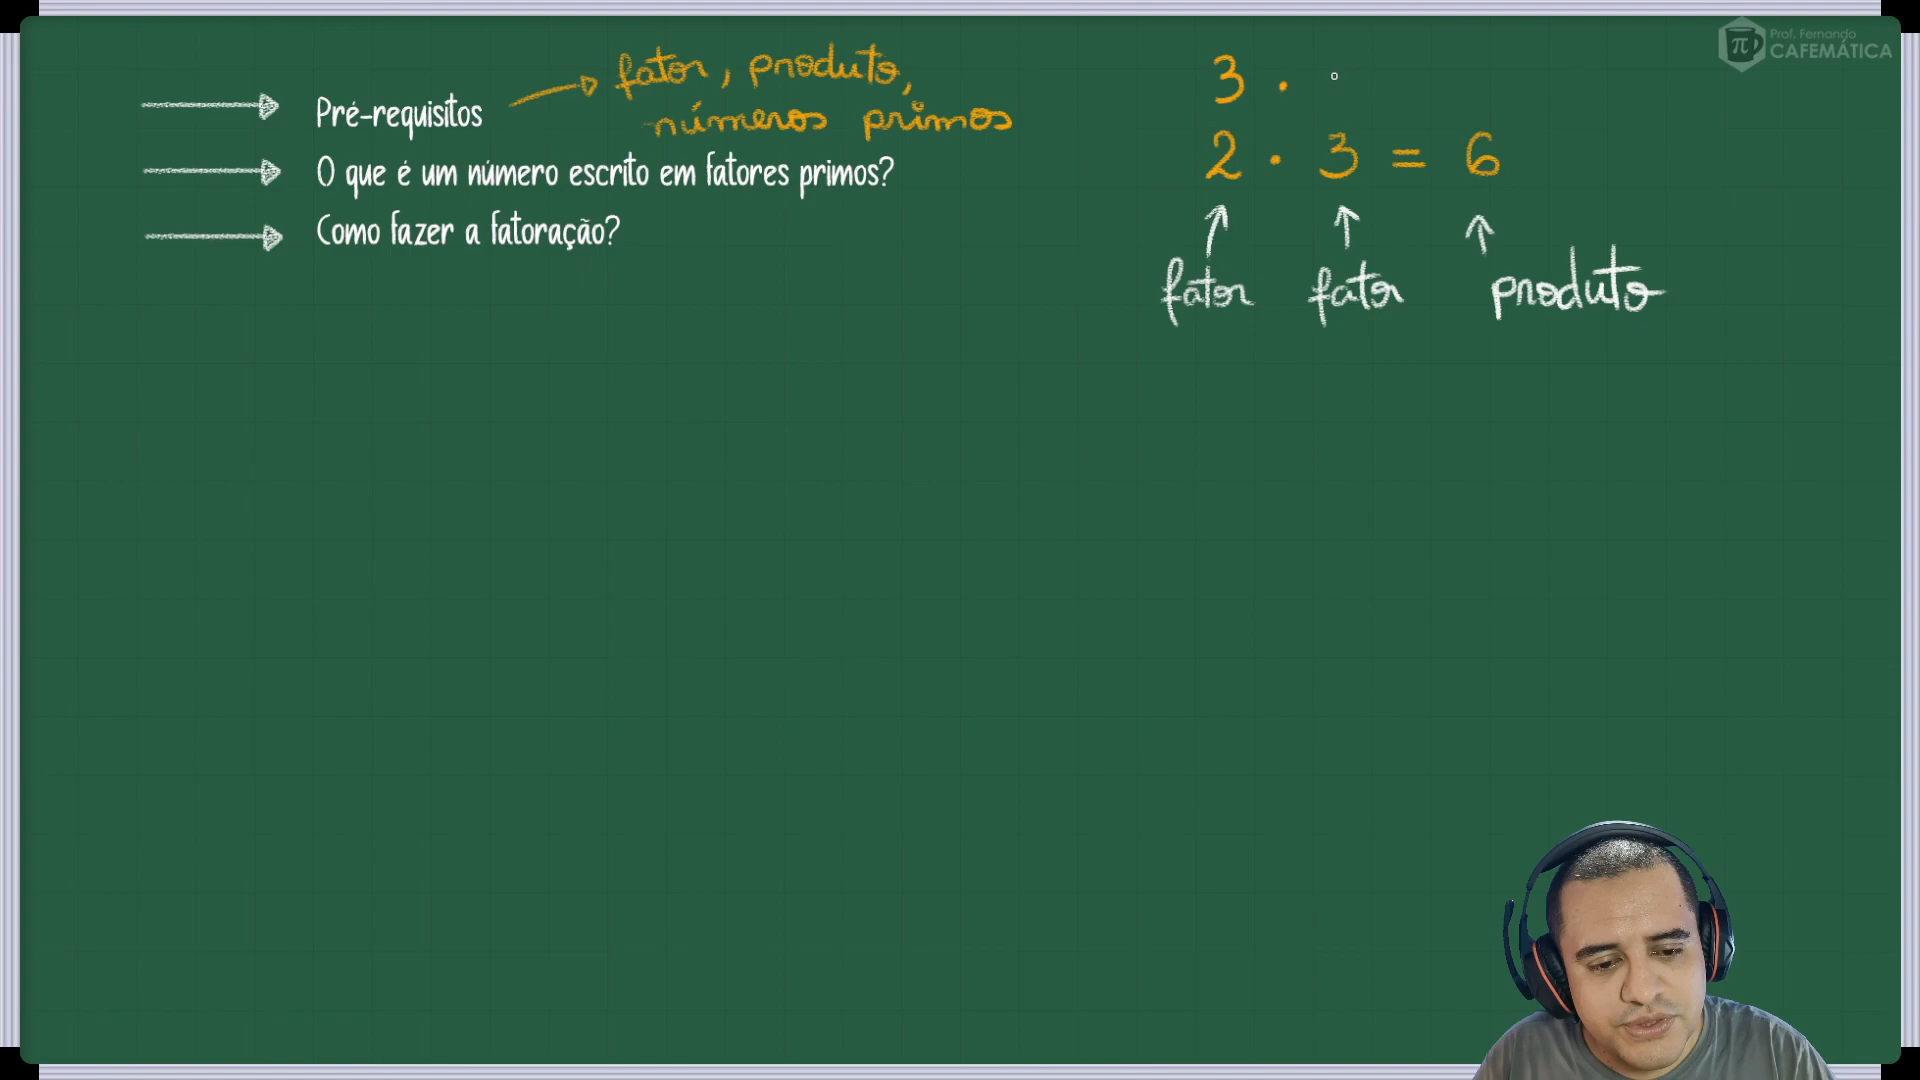 fator, produto,
números primos
Pré-requisitos
O que é um número escrito em fatores primos?
Como fazer a fatoração?
3 ·
2 · 3 = 6
fator fator produto
Prof. Fernando
CAFEMÁTICA
π